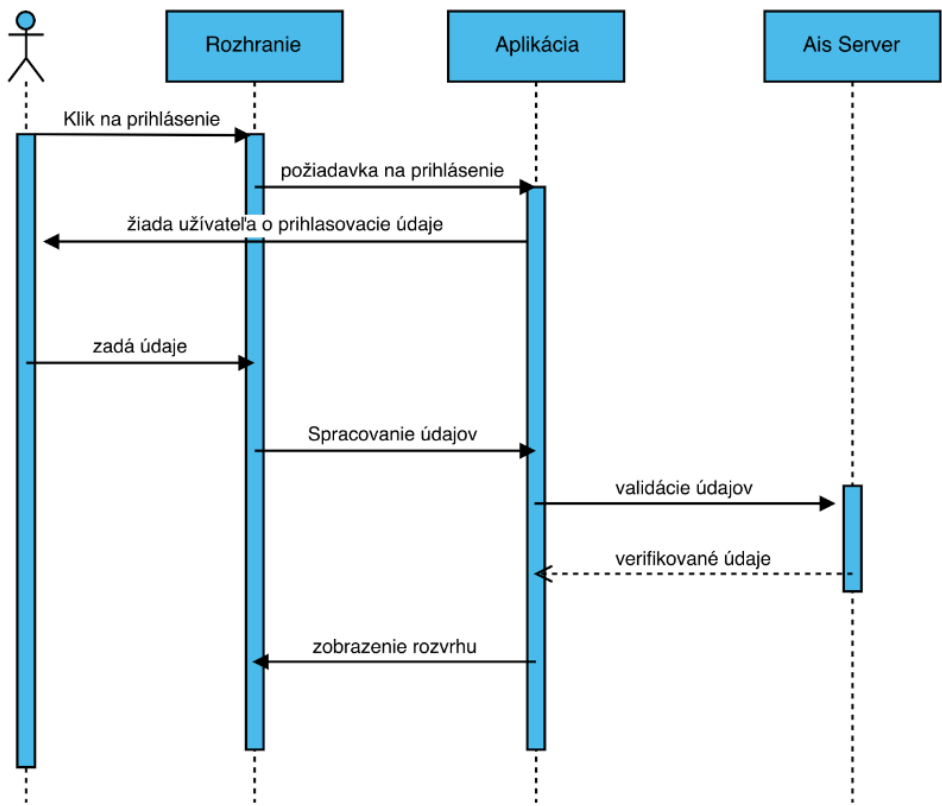 Rozhranie
Aplikácia
Ais Server
Klik na prihlásenie
požiadavka na prihlásenie
žiada užívateľa o prihlasovacie údaje
zadá údaje
Spracovanie údajov
validácie údajov
verifikované údaje
zobrazenie rozvrhu